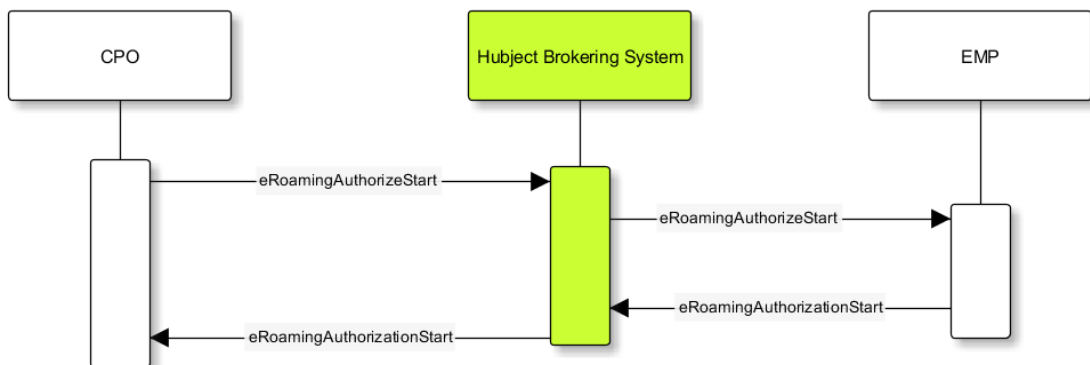 CPO
Hubject Brokering System
EMP
eRoamingAuthorizeStart
eRoamingAuthorizeStart
eRoamingAuthorizationStart
eRoamingAuthorizationStart